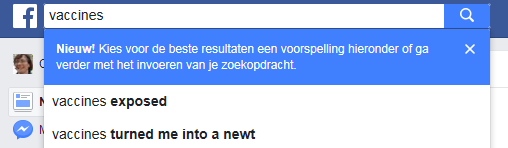 vaccines
Nieuw! Kies voor de beste resultaten een voorspelling hieronder of ga
verder met het invoeren van je zoekopdracht.
vaccines exposed
vaccines turned me into a newt